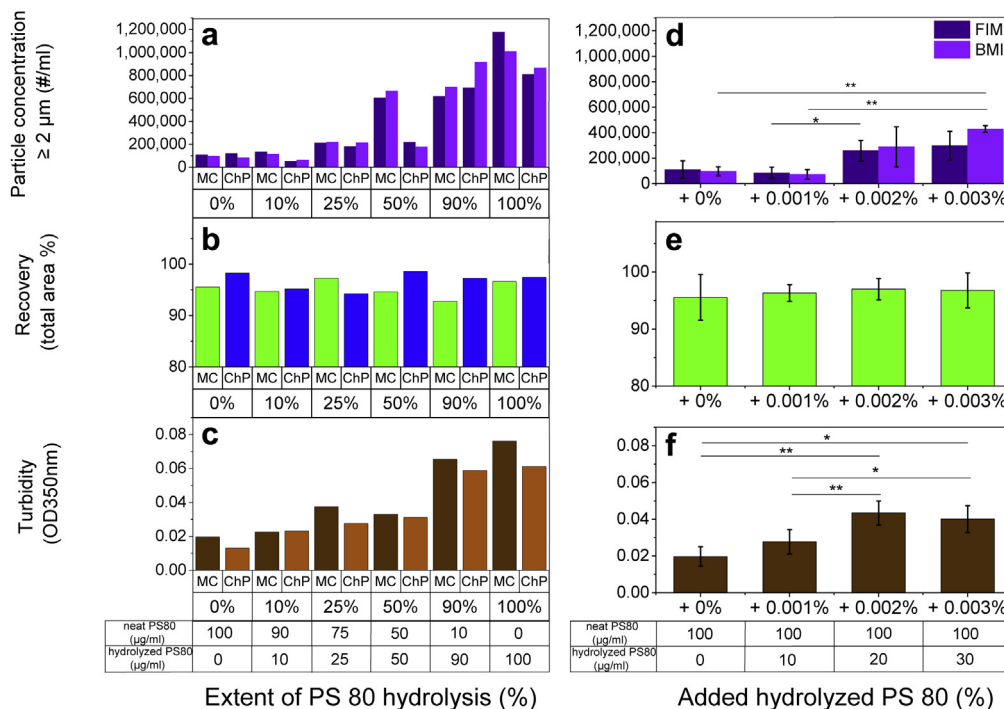 Particle concentration
≥ 2 µm (#/ml)
a
1,200,000
1,000,000
800,000
600,000
400,000
200,000
0
MC ChP MC ChP MC ChP MC ChP MC ChP MC ChP
0% 10% 25% 50% 90% 100%
Recovery
(total area %)
b
100
90
80
MC ChP MC ChP MC ChP MC ChP MC ChP MC ChP
0% 10% 25% 50% 90% 100%
Turbidity
(OD350nm)
c
0.08
0.06
0.04
0.02
0.00
MC ChP MC ChP MC ChP MC ChP MC ChP MC ChP
0% 10% 25% 50% 90% 100%
neat PS80
(µg/ml)
100 90 75 50 10 0
hydrolyzed PS80
(µg/ml)
0 10 25 50 90 100
Extent of PS 80 hydrolysis (%)
d
FIM
BMI
1,200,000
1,000,000
800,000
600,000
400,000
200,000
0
**
**
*
+ 0% + 0.001% + 0.002% + 0.003%
e
100
90
80
+ 0% + 0.001% + 0.002% + 0.003%
f
0.08
0.06
0.04
0.02
0.00
*
**
*
**
+ 0% + 0.001% + 0.002% + 0.003%
neat PS80
(µg/ml)
100 100 100 100
hydrolyzed PS80
(µg/ml)
0 10 20 30
Added hydrolyzed PS 80 (%)